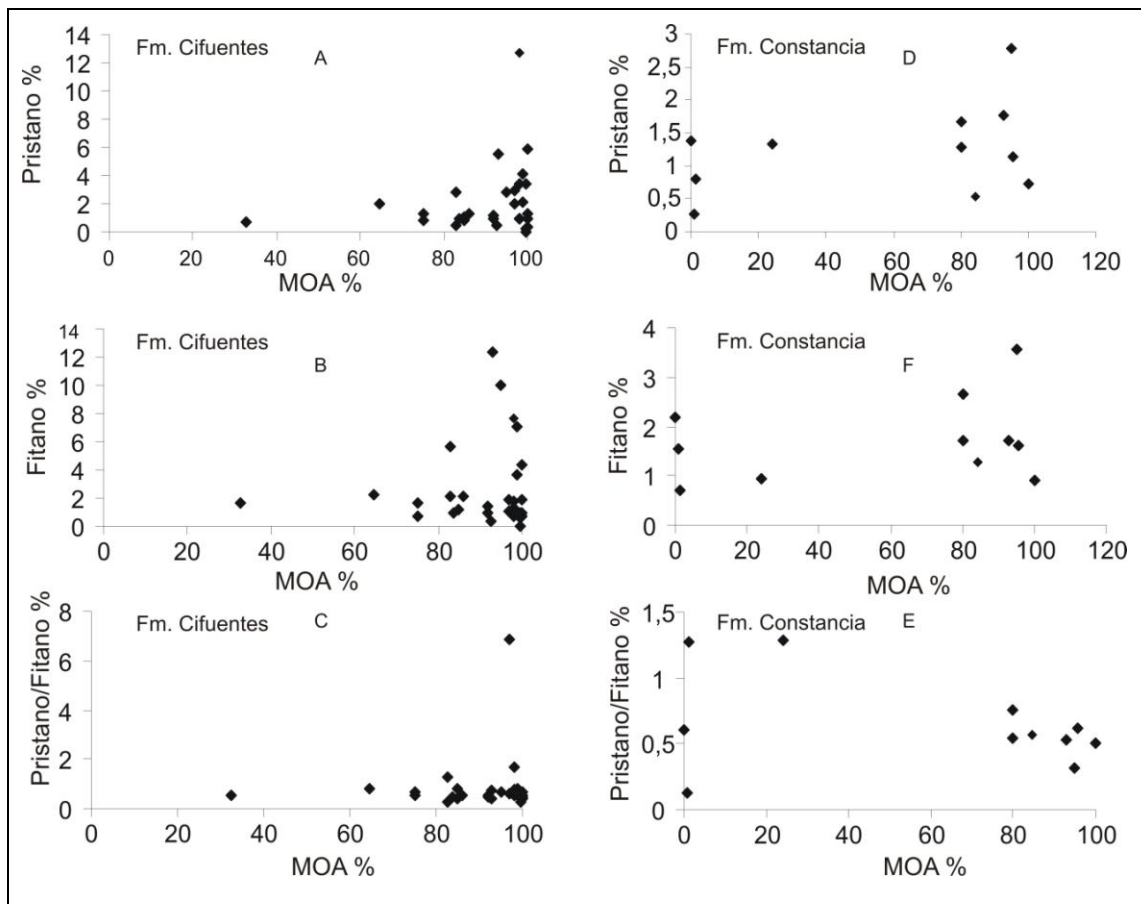 Fm. Cifuentes
A
Pristano %
14
12
10
8
6
4
2
0
0 20 20 40 60 80 100
MOA %
Fm. Constancia
D
Pristano %
3
2,5
2
1,5
1
0,5
0
0 20 40 60 80 100 120
MOA %
Fm. Cifuentes
B
Fitano %
14
12
10
8
6
4
2
0
0 20 40 60 80 100
MOA %
Fm. Constancia
F
Fitano %
4
3
2
1
0
0 20 40 60 80 100 120
MOA %
Fm. Cifuentes
C
Pristano/Fitano %
8
6
4
2
0
0 20 40 60 80 100
MOA %
Fm. Constancia
E
Pristano/Fitano %
1,5
1
0,5
0
0 20 40 60 80 100
MOA %